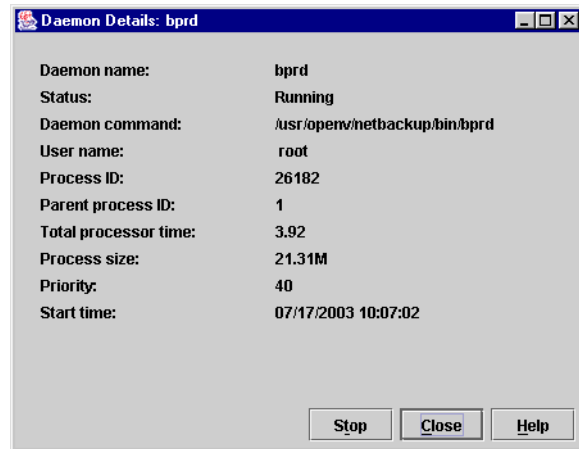 Daemon Details: bprd
Daemon name: bprd
Status: Running
Daemon command: /usr/openv/netbackup/bin/bprd
User name: root
Process ID: 26182
Parent process ID: 1
Total processor time: 3.92
Process size: 21.31M
Priority: 40
Start time: 07/17/2003 10:07:02
Stop Close Help